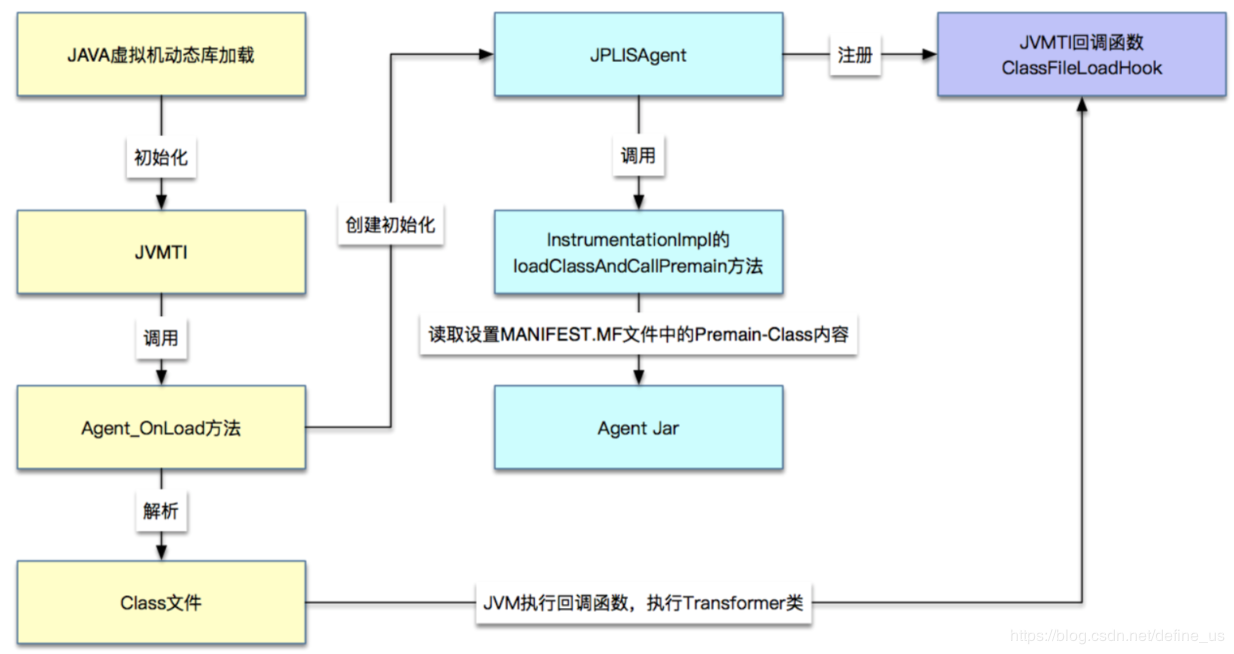 JAVA虚拟机动态库加载
初始化
JVMTI
调用
Agent_OnLoad方法
解析
Class文件
创建初始化
JPLISAgent
调用
InstrumentationImpl的
loadClassAndCallPremain方法
读取设置MANIFEST.MF文件中的Premain-Class内容
Agent Jar
注册
JVMTI回调函数
ClassFileLoadHook
JVM执行回调函数，执行Transformer类
https://blog.csdn.net/define_us